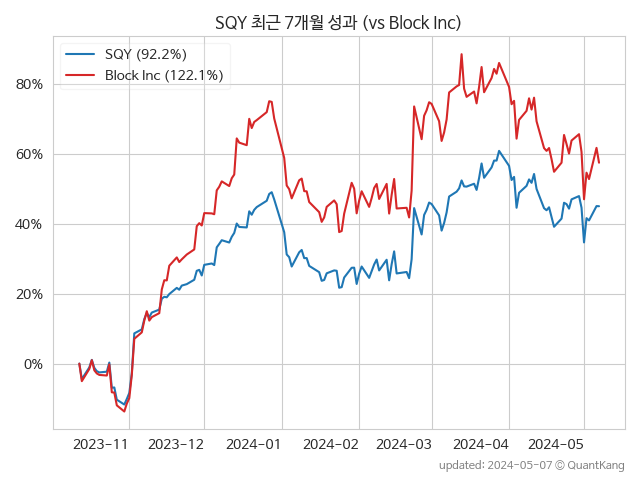 SQY 최근 7개월 성과 (vs Block Inc)
SQY (92.2%)
Block Inc (122.1%)
80%
60%
40%
20%
0%
2023-11 2023-12 2024-01 2024-02 2024-03 2024-04 2024-05
updated: 2024-05-07 © QuantKang